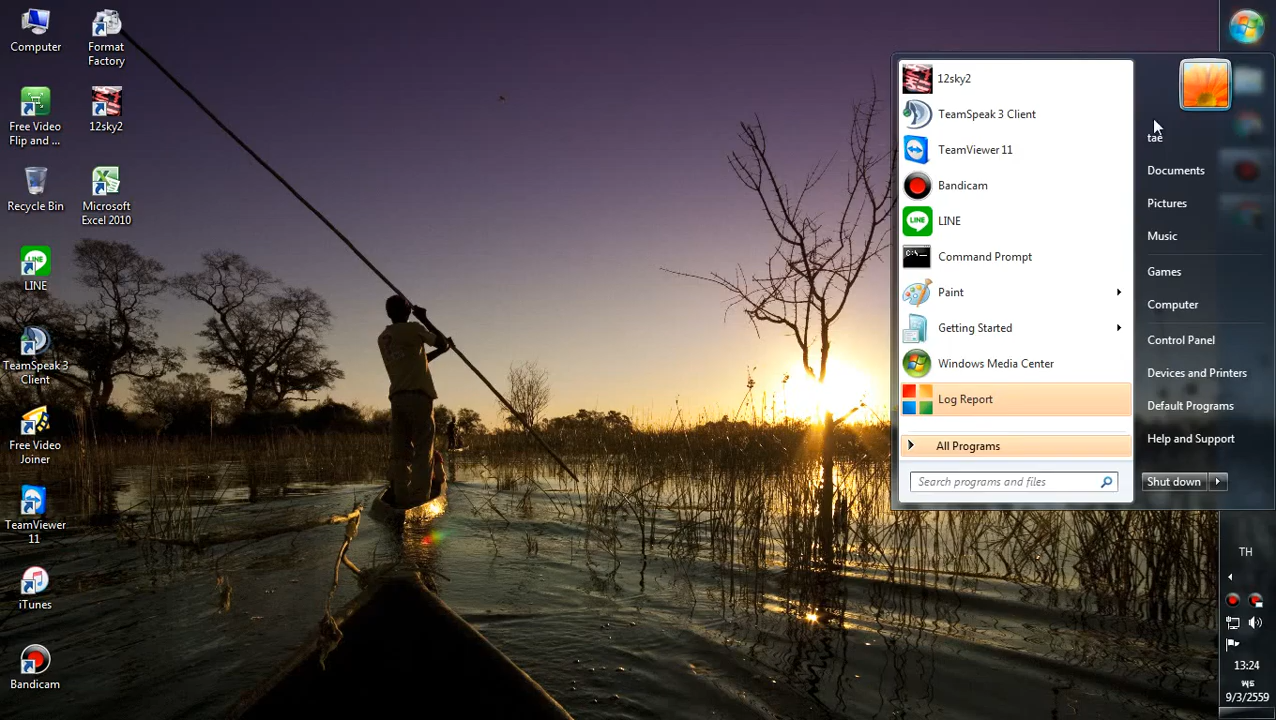 Computer
Format
Factory
Free Video
Flip and ...
12sky2
Recycle Bin
Microsoft
Excel 2010
LINE
TeamSpeak 3
Client
Free Video
Joiner
TeamViewer
11
iTunes
Bandicam
12sky2
TeamSpeak 3 Client
TeamViewer 11
Bandicam
LINE
LINE
Command Prompt
C:\
Paint
Getting Started
Windows Media Center
Log Report
All Programs
Search programs and files
tae
Documents
Pictures
Music
Games
Computer
Control Panel
Devices and Printers
Default Programs
Help and Support
Shut down
TH
13:24
พุธ
9/3/2559